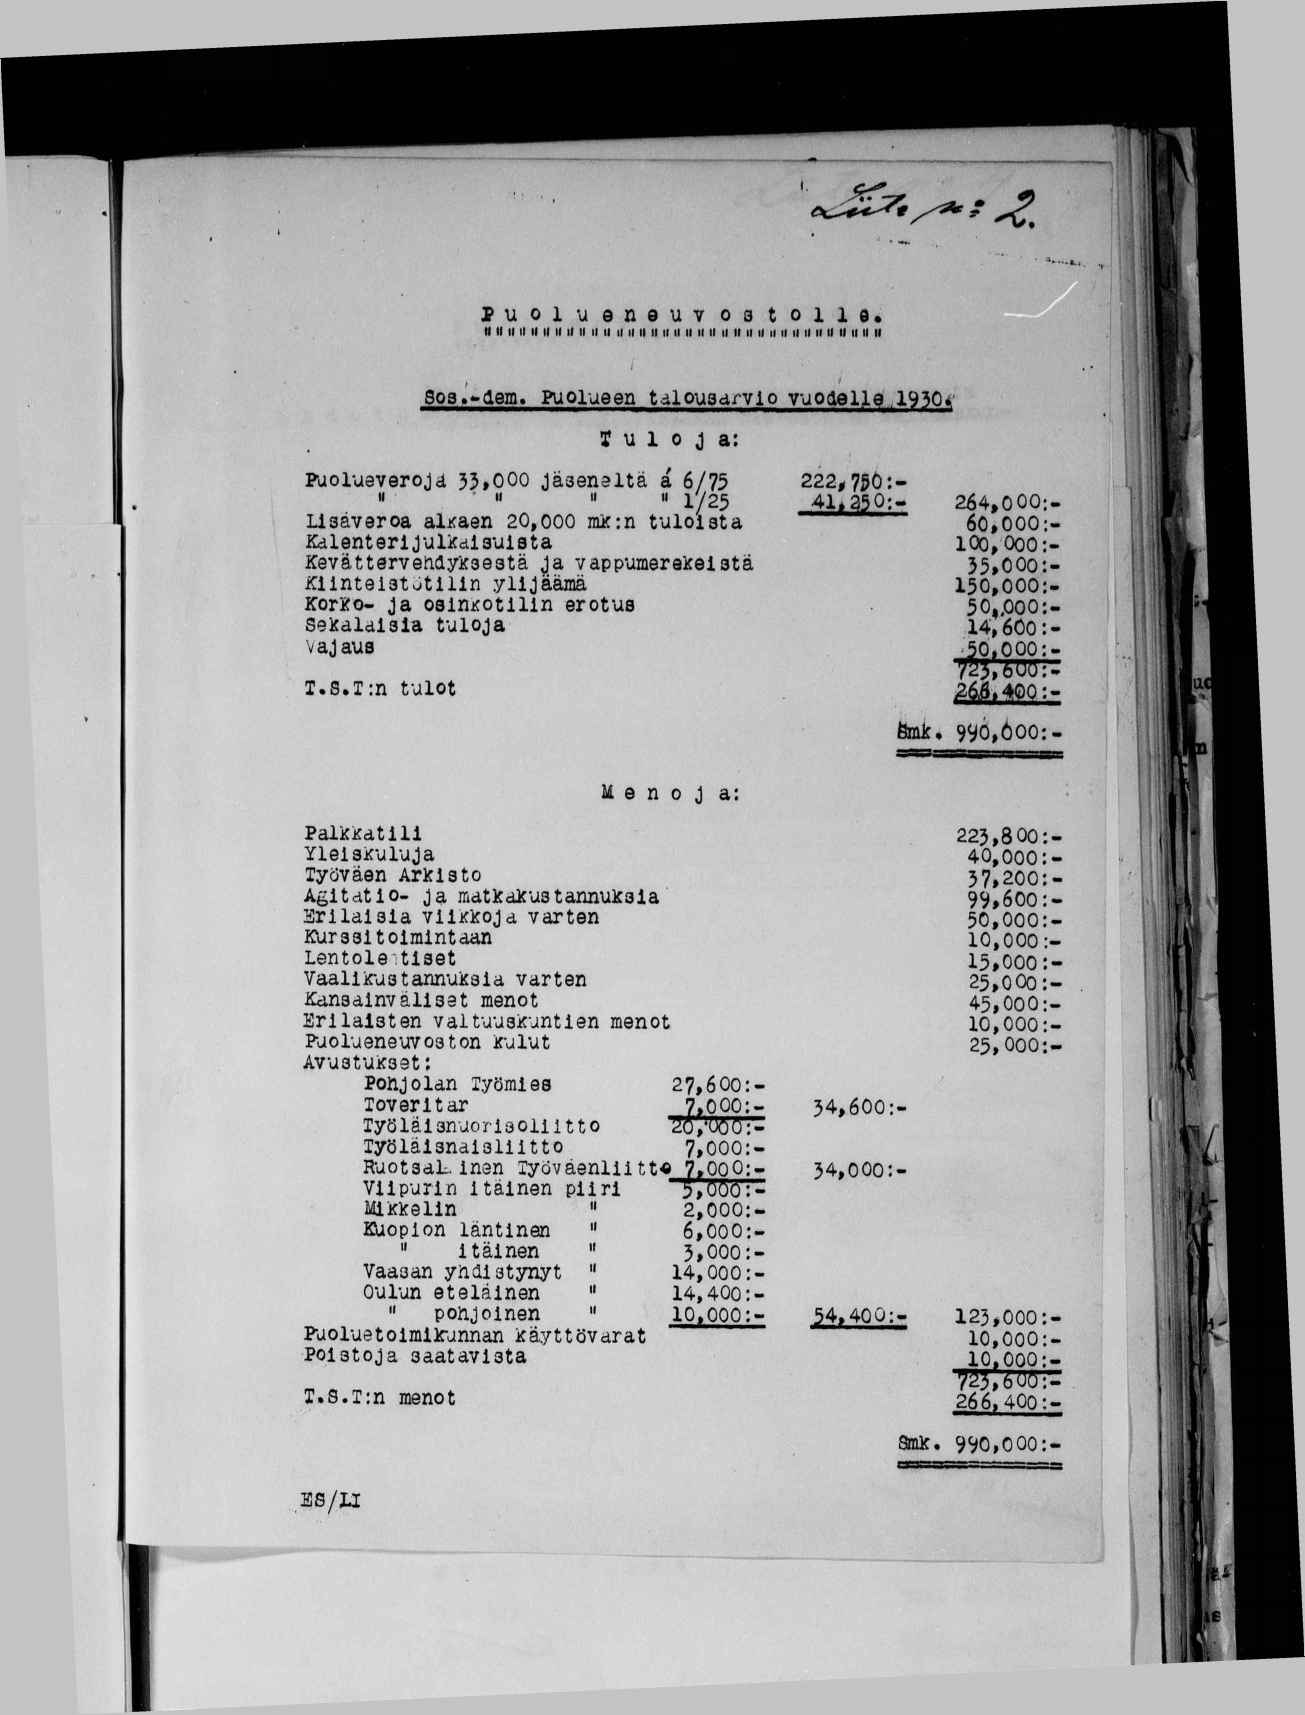 Liite n: 2.
Puolueneuvostolle.
""""""""""""""""""""""""""""""""""
Sos.-dem. Puolueen talousarvio vuodelle 1930.
Tuloja:
Puolueveroja 33,000 jäseneltä á 6/75 222,750:-
" " " " 1/25 41,250:- 264,000:-
Lisäveroa alkaen 20,000 mk:n tuloista 60,000:-
Kalenterijulkaisuista 100,000:-
Kevättervehdyksestä ja vappumerekeistä 35,000:-
Kiinteistötilin ylijäämä 150,000:-
Korko- ja osinkotilin erotus 50,000:-
Sekalaisia tuloja 14,600:-
Vajaus 50,000:-
723,600:-
T.S.T:n tulot 266,400:-
Smk. 990,000:-
Menoja:
Palkkatili 223,800:-
Yleiskuluja 40,000:-
Työväen Arkisto 37,200:-
Agitatio- ja matkakustannuksia 99,600:-
Erilaisia viikkoja varten 50,000:-
Kurssitoimintaan 10,000:-
Lentolehtiset 15,000:-
Vaalikustannuksia varten 25,000:-
Kansainväliset menot 45,000:-
Erilaisten valtuuskuntien menot 10,000:-
Puolueneuvoston kulut 25,000:-
Avustukset:
Pohjolan Työmies 27,600:-
Toveritar 7,000:- 34,600:-
Työläisnuorisoliitto 20,000:-
Työläisnaisliitto 7,000:-
Ruotsalainen Työväenliitto 7,000:- 34,000:-
Viipurin itäinen piiri 5,000:-
Mikkelin " 2,000:-
Kuopion läntinen " 6,000:-
" itäinen " 3,000:-
Vaasan yhdistynyt " 14,000:-
Oulun eteläinen " 14,400:-
" pohjoinen " 10,000:- 54,400:- 123,000:-
Puoluetoimikunnan käyttövarat 10,000:-
Poistoja saatavista 10,000:-
723,600:-
T.S.T:n menot 266,400:-
Smk. 990,000:-
ES/LI